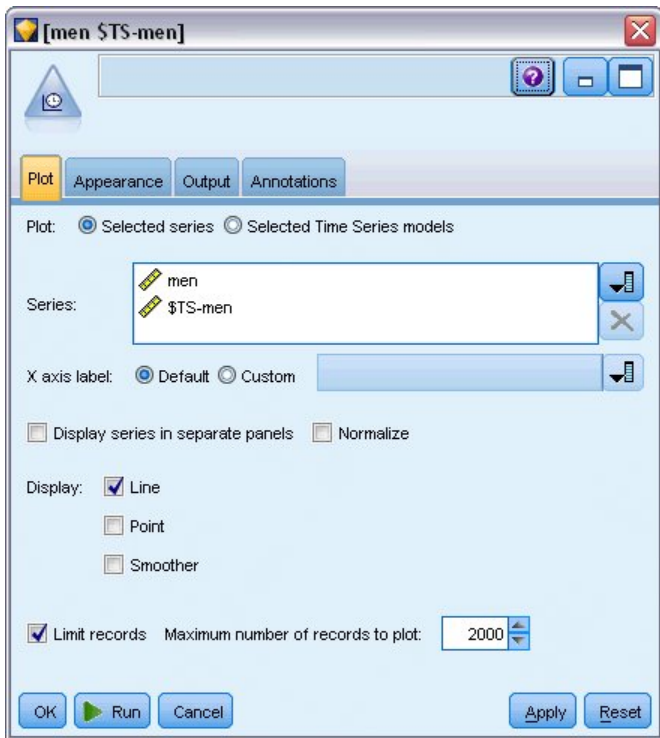 [men $TS-men]
Plot Appearance Output Annotations
Plot: Selected series Selected Time Series models
Series:
men
$TS-men
X axis label: Default Custom
Display series in separate panels Normalize
Display: Line
Point
Smoother
Limit records Maximum number of records to plot: 2000
OK Run Cancel Apply Reset